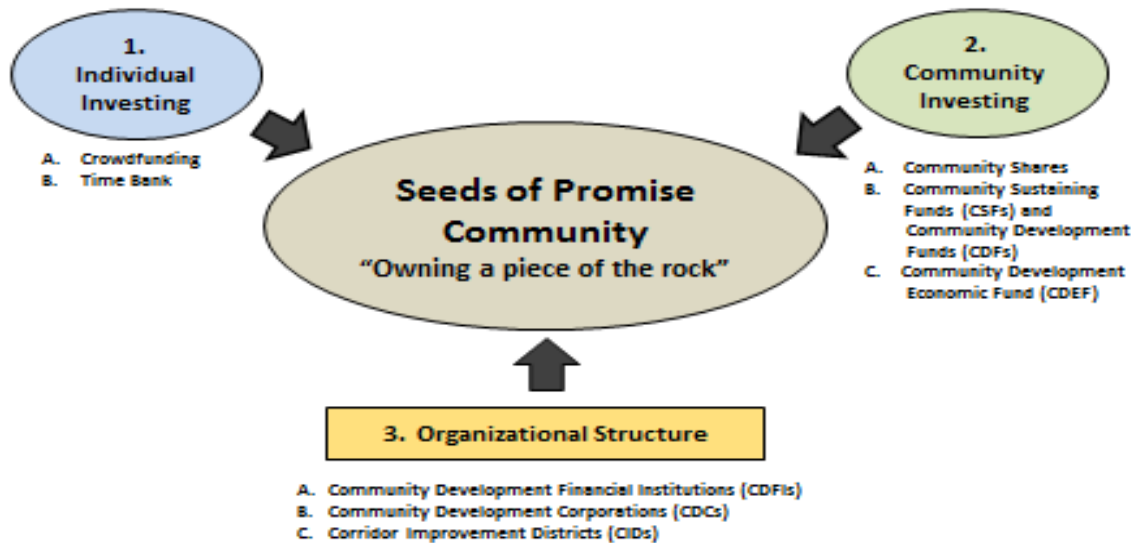 1.
Individual
Investing
A. Crowdfunding
B. Time Bank
2.
Community
Investing
A. Community Shares
B. Community Sustaining
Funds (CSFs) and
Community Development
Funds (CDFs)
C. Community Development
Economic Fund (CDEF)
Seeds of Promise
Community
“Owning a piece of the rock”
3. Organizational Structure
A. Community Development Financial Institutions (CDFIs)
B. Community Development Corporations (CDCs)
C. Corridor Improvement Districts (CIDs)